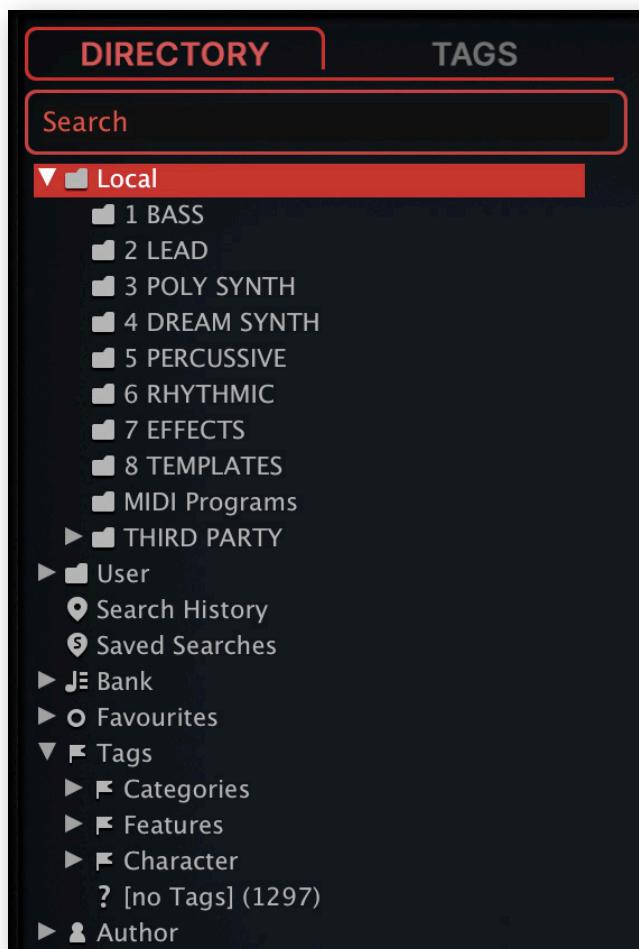 DIRECTORY TAGS
Search
Local
1 BASS
2 LEAD
3 POLY SYNTH
4 DREAM SYNTH
5 PERCUSSIVE
6 RHYTHMIC
7 EFFECTS
8 TEMPLATES
MIDI Programs
THIRD PARTY
User
Search History
S Saved Searches
Bank
Favourites
Tags
Categories
Features
Character
? [no Tags] (1297)
Author